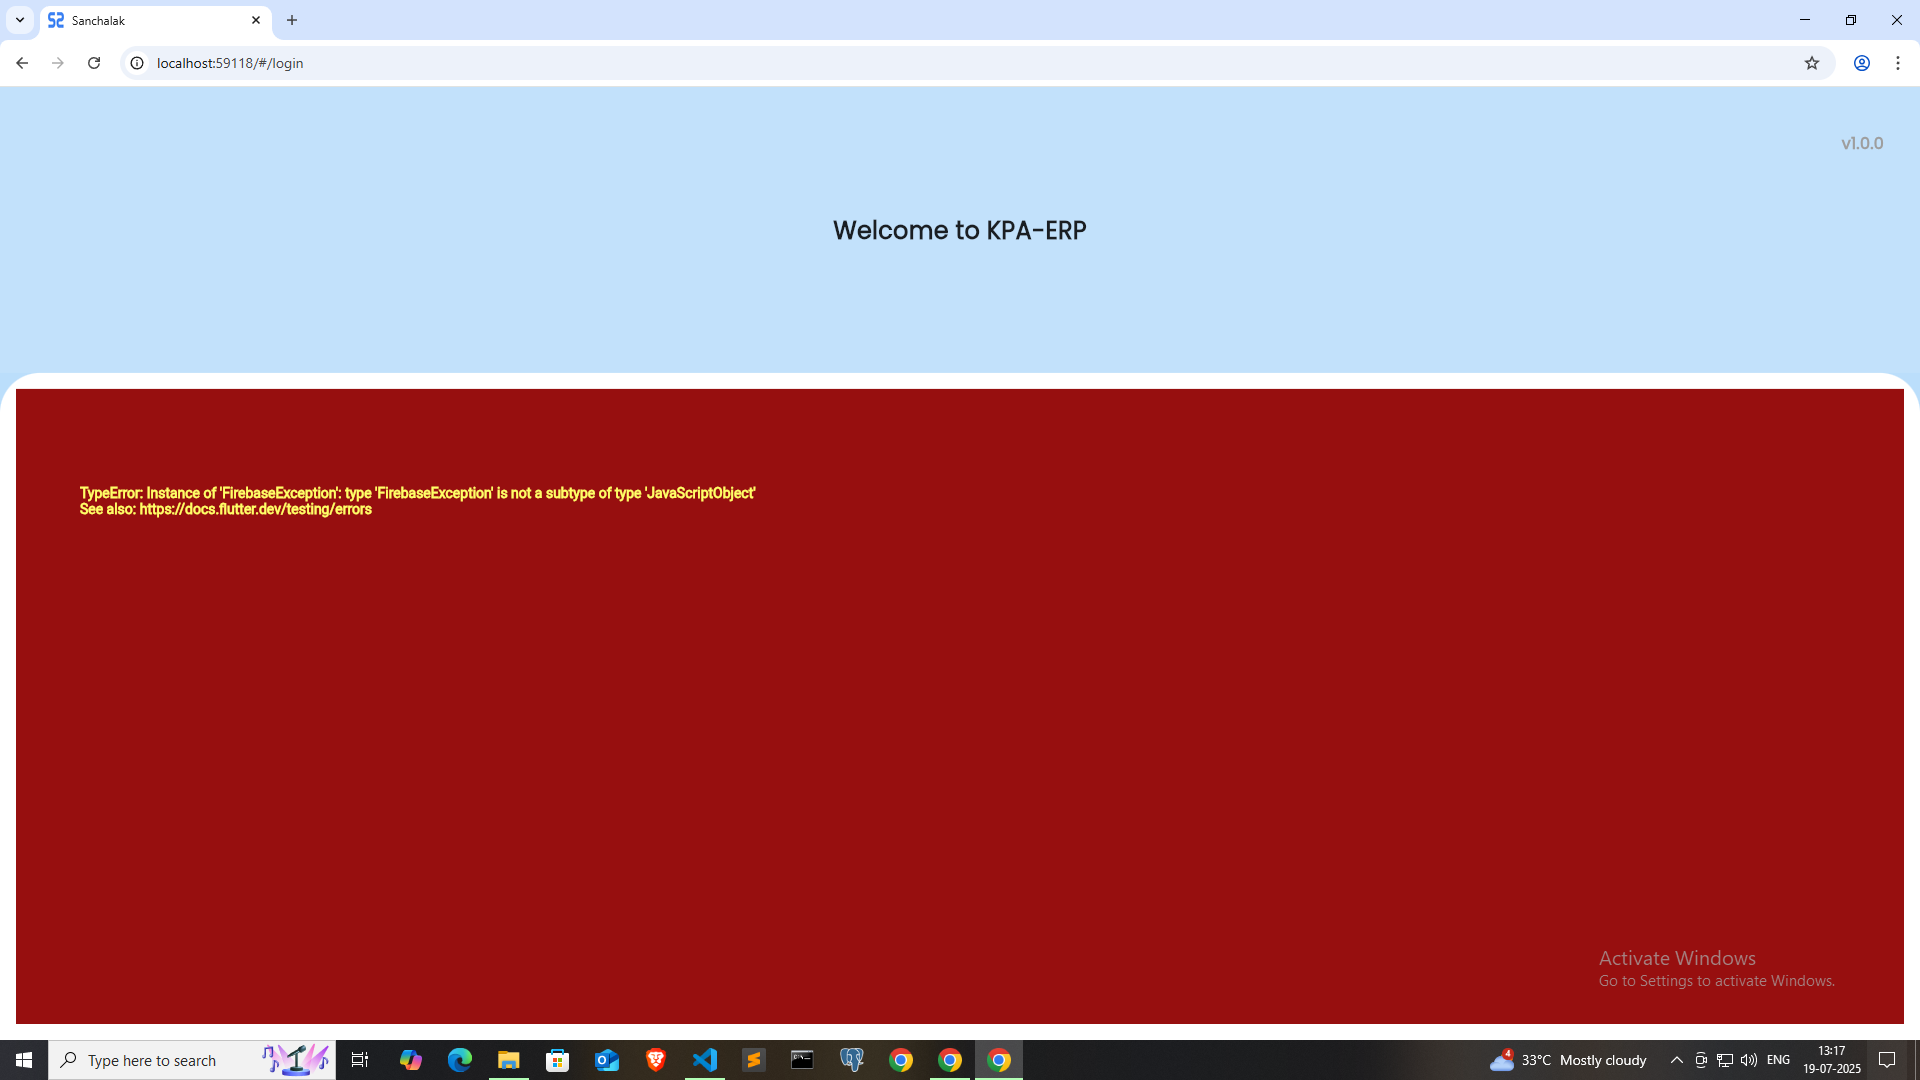 Sanchalak
localhost:59118/#/login
v1.0.0
Welcome to KPA-ERP
TypeError: Instance of 'FirebaseException': type 'FirebaseException' is not a subtype of type 'JavaScriptObject'
See also: https://docs.flutter.dev/testing/errors
Activate Windows
Go to Settings to activate Windows.
Type here to search
4
33°C Mostly cloudy
ENG
13:17
19-07-2025